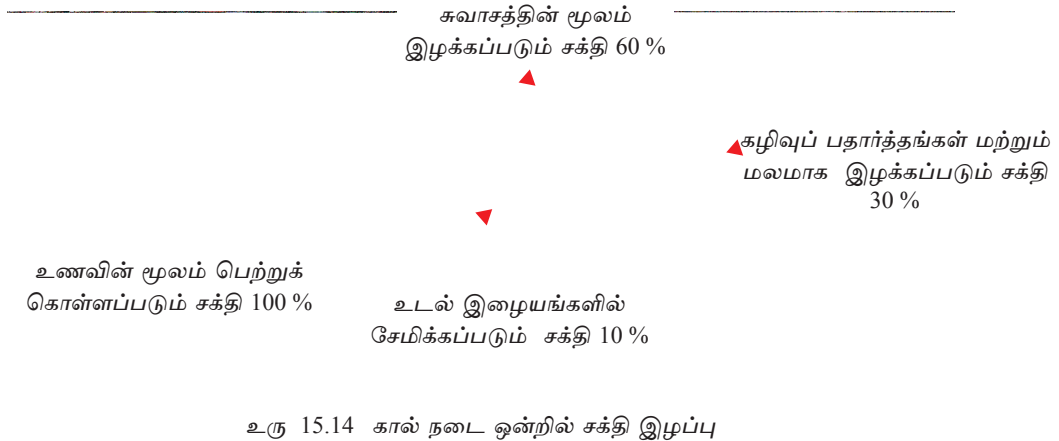 சுவாசத்தின் மூலம்
இழக்கப்படும் சக்தி 60 %
கழிவுப் பதார்த்தங்கள் மற்றும்
மலமாக இழக்கப்படும் சக்தி
30 %
உணவின் மூலம் பெற்றுக்
கொள்ளப்படும் சக்தி 100 %
உடல் இழையங்களில்
சேமிக்கப்படும் சக்தி 10 %
உரு 15.14 கால் நடை ஒன்றில் சக்தி இழப்பு